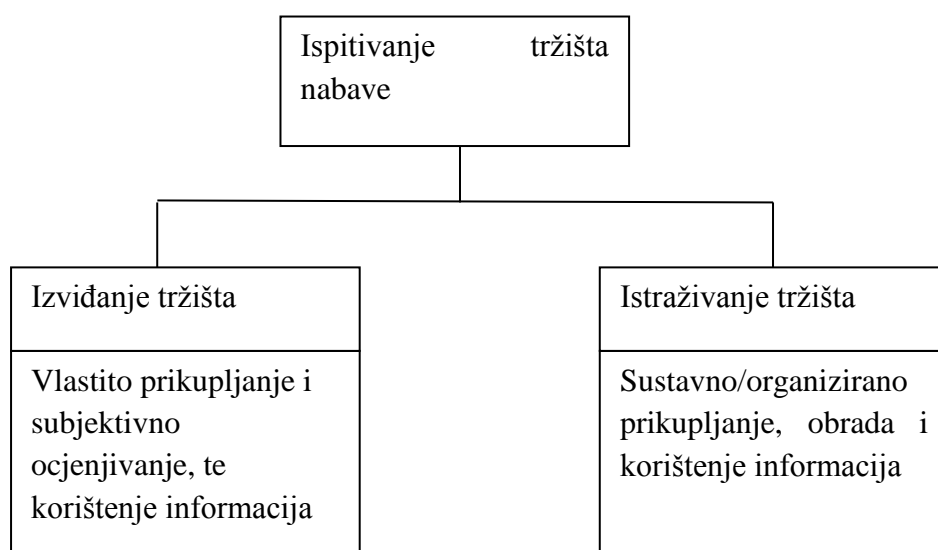 Ispitivanje tržišta
nabave
Izviđanje tržišta
Vlastito prikupljanje i
subjektivno
ocjenjivanje, te
korištenje informacija
Istraživanje tržišta
Sustavno/organizirano
prikupljanje, obrada i
korištenje informacija